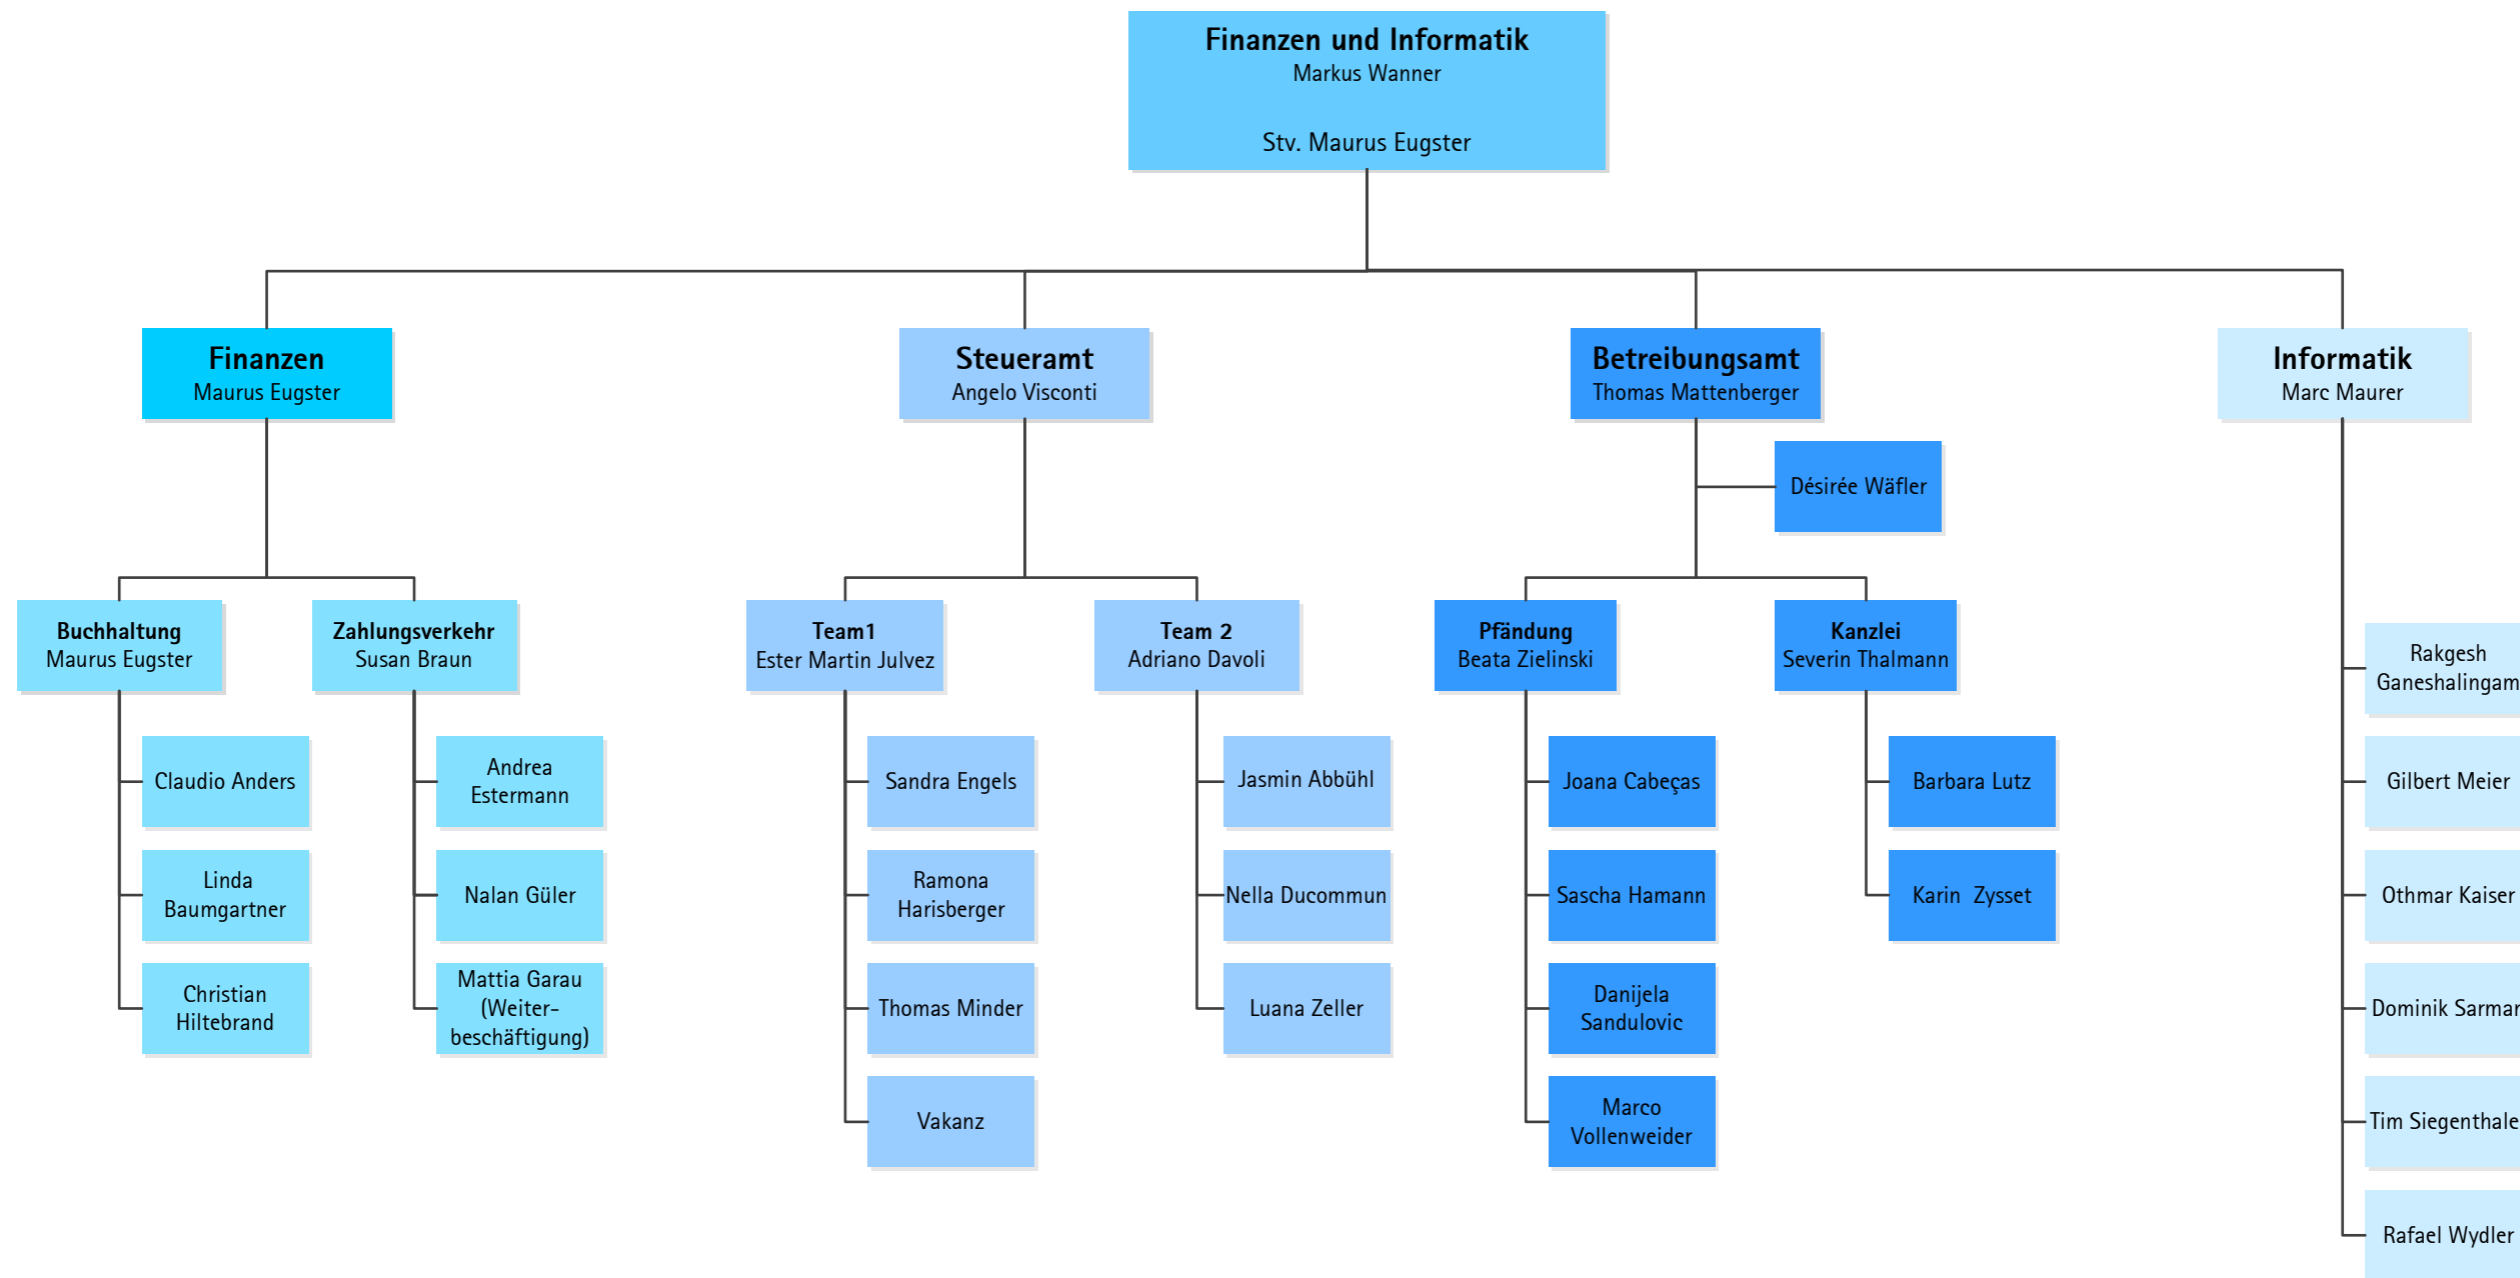 Finanzen und Informatik
Markus Wanner
Stv. Maurus Eugster
Finanzen
Maurus Eugster
Steueramt
Angelo Visconti
Betreibungsamt
Thomas Mattenberger
Informatik
Marc Maurer
Désirée Wäfler
Buchhaltung
Maurus Eugster
Claudio Anders
Linda
Baumgartner
Christian
Hiltebrand
Zahlungsverkehr
Susan Braun
Andrea
Estermann
Nalan Güler
Mattia Garau
(Weiter-
beschäftigung)
Team1
Ester Martin Julvez
Sandra Engels
Ramona
Harisberger
Thomas Minder
Vakanz
Team 2
Adriano Davoli
Jasmin Abbühl
Nella Ducommun
Luana Zeller
Pfändung
Beata Zielinski
Joana Cabeças
Sascha Hamann
Danijela
Sandulovic
Marco
Vollenweider
Kanzlei
Severin Thalmann
Barbara Lutz
Karin  Zysset
Rakgesh
Ganeshalingam
Gilbert Meier
Othmar Kaiser
Dominik
Tim
Rafael Wydler